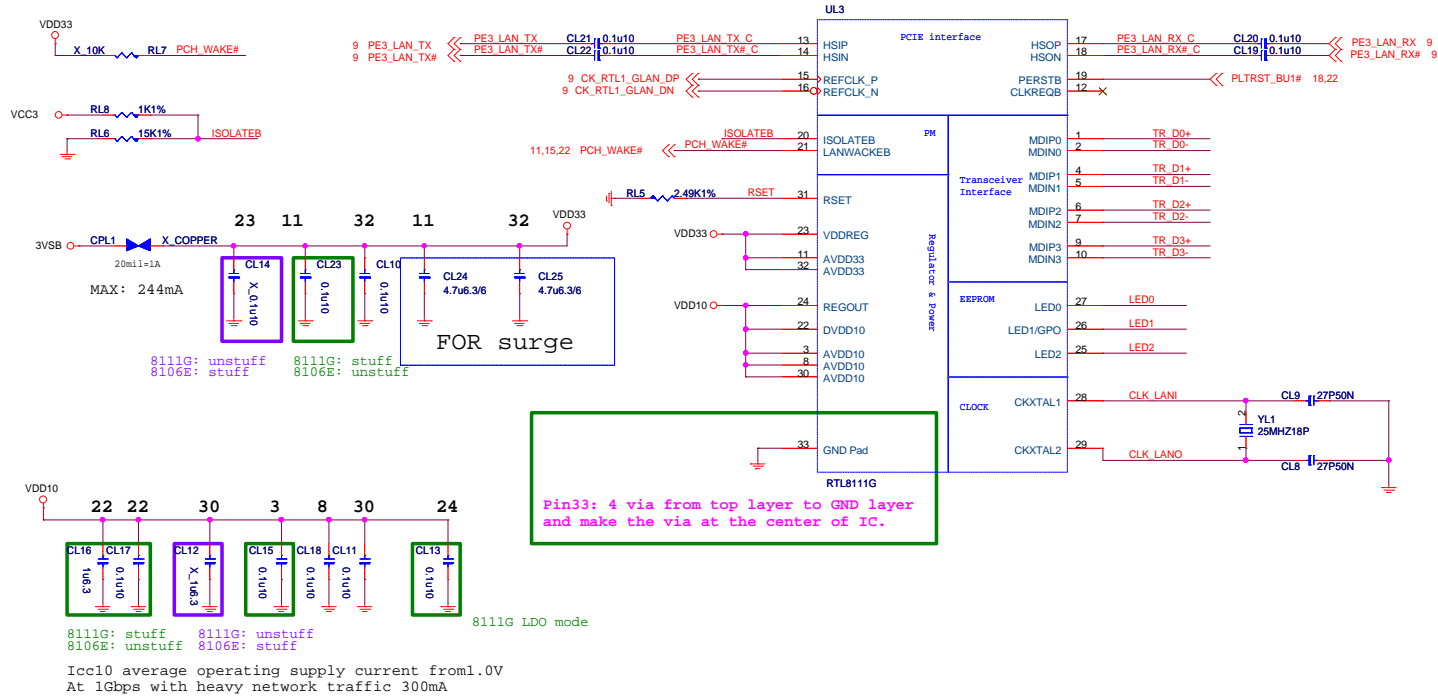 UL3
VDD33
X_10K RL7 PCH_WAKE#
VCC3
RL8 1K1%
RL6 15K1% ISOLATEB
9 PE3_LAN_TX PE3_LAN_TX CL21 0.1u10 PE3_LAN_TX_C 13 HSIP
9 PE3_LAN_TX# PE3_LAN_TX# CL22 0.1u10 PE3_LAN_TX#_C 14 HSIN
9 CK_RTL1_GLAN_DP 15 REFCLK_P
9 CK_RTL1_GLAN_DN 16 REFCLK_N
PCIE interface
HSOP 17 PE3_LAN_RX_C CL20 0.1u10 PE3_LAN_RX 9
HSON 18 PE3_LAN_RX#_C CL19 0.1u10 PE3_LAN_RX# 9
PERSTB 19 PLTRST_BU1# 18,22
CLKREQB 12
ISOLATEB 20 ISOLATEB
11,15,22 PCH_WAKE# PCH_WAKE# 21 LANWACKEB
PM
RL5 2.49K1% RSET 31 RSET
VDD33 23 VDDREG
11 AVDD33
32 AVDD33
VDD10 24 REGOUT
22 DVDD10
3 AVDD10
8 AVDD10
30 AVDD10
Regulator & Power
33 GND Pad
RTL8111G
Transceiver
Interface
MDIP0 1 TR_D0+
MDIN0 2 TR_D0-
MDIP1 4 TR_D1+
MDIN1 5 TR_D1-
MDIP2 6 TR_D2+
MDIN2 7 TR_D2-
MDIP3 9 TR_D3+
MDIN3 10 TR_D3-
EEPROM
LED0 27 LED0
LED1/GPO 26 LED1
LED2 25 LED2
CLOCK
CKXTAL1 28 CLK_LANI CL9 27P50N
2 YL1
25MHZ18P
1
CKXTAL2 29 CLK_LANO CL8 27P50N
23 11 32 11 32
VDD33
3VSB CPL1 X_COPPER
20mil=1A
MAX: 244mA
CL14 X_0.1u10
CL23 0.1u10
CL10 0.1u10
CL24
4.7u6.3/6
CL25
4.7u6.3/6
FOR surge
8111G: unstuff
8106E: stuff
8111G: stuff
8106E: unstuff
Pin33: 4 via from top layer to GND layer
and make the via at the center of IC.
VDD10
22 22 30 3 8 30 24
CL16 1u6.3
CL17 0.1u10
CL12 X_1u6.3
CL15 0.1u10
CL18 0.1u10
CL11 0.1u10
CL13 0.1u10
8111G LDO mode
8111G: stuff
8106E: unstuff
8111G: unstuff
8106E: stuff
Icc10 average operating supply current from1.0V
At 1Gbps with heavy network traffic 300mA